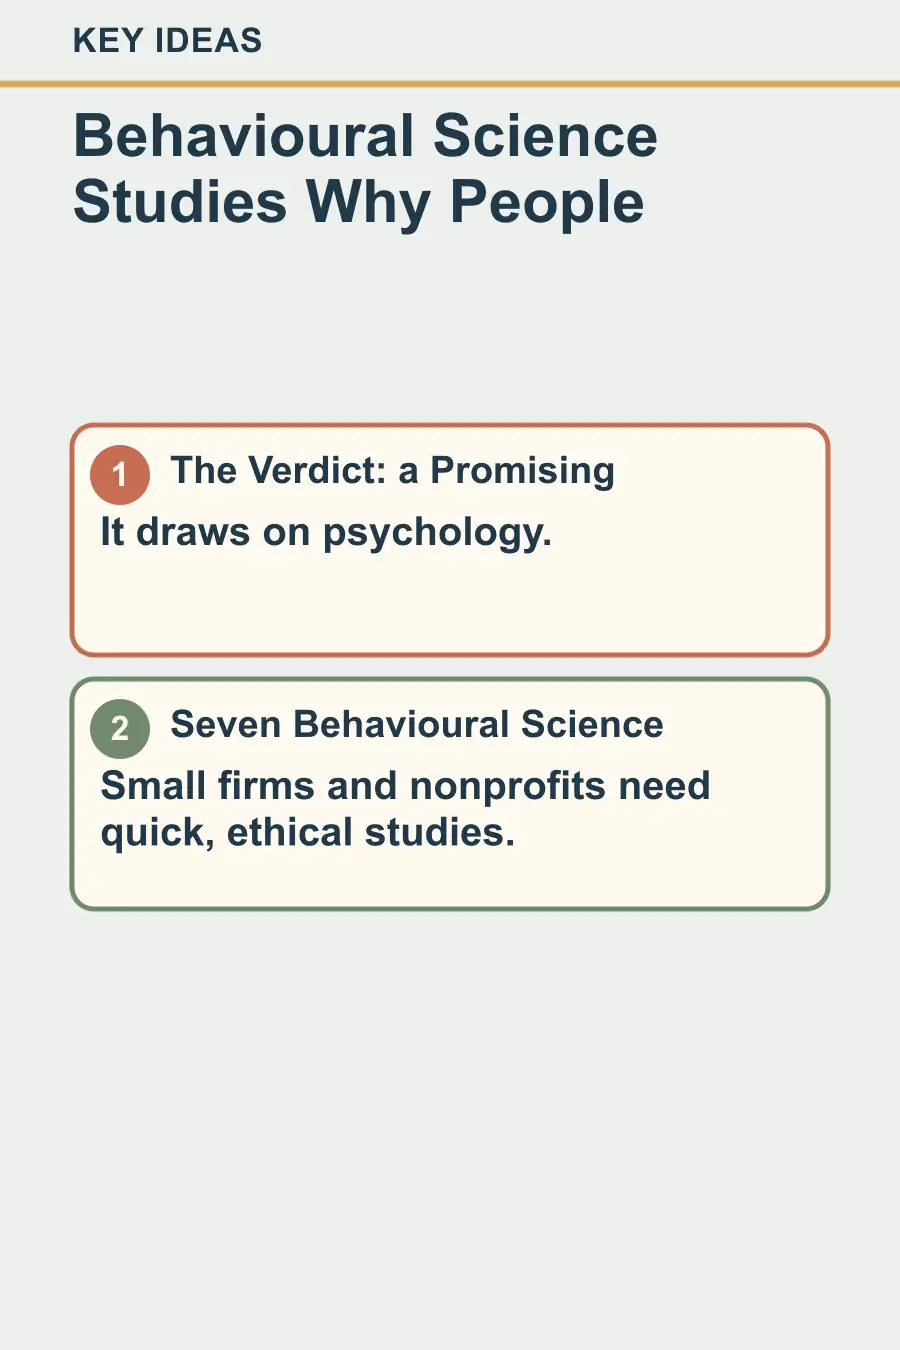 KEY IDEAS
Behavioural Science
Studies Why People
1 The Verdict: a Promising
It draws on psychology.
2 Seven Behavioural Science
Small firms and nonprofits need
quick, ethical studies.